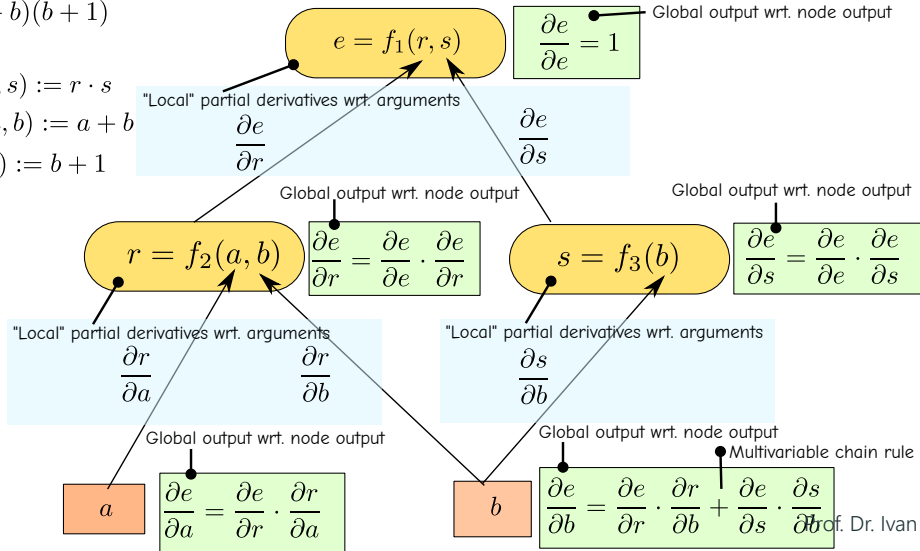 b)(b + 1)
Global output wrt. node output
e = f₁(r, s)
∂e/∂e = 1
s) := r · s
"Local" partial derivatives wrt. arguments
, b) := a + b
∂e/∂r
∂e/∂s
) := b + 1
Global output wrt. node output
Global output wrt. node output
r = f₂(a, b)
∂e/∂r = ∂e/∂e · ∂e/∂r
s = f₃(b)
∂e/∂s = ∂e/∂e · ∂e/∂s
"Local" partial derivatives wrt. arguments
"Local" partial derivatives wrt. arguments
∂r/∂a
∂r/∂b
∂s/∂b
Global output wrt. node output
Global output wrt. node output
Multivariable chain rule
a
∂e/∂a = ∂e/∂r · ∂r/∂a
b
∂e/∂b = ∂e/∂r · ∂r/∂b + ∂e/∂s · ∂s/∂b
Prof. Dr. Ivan